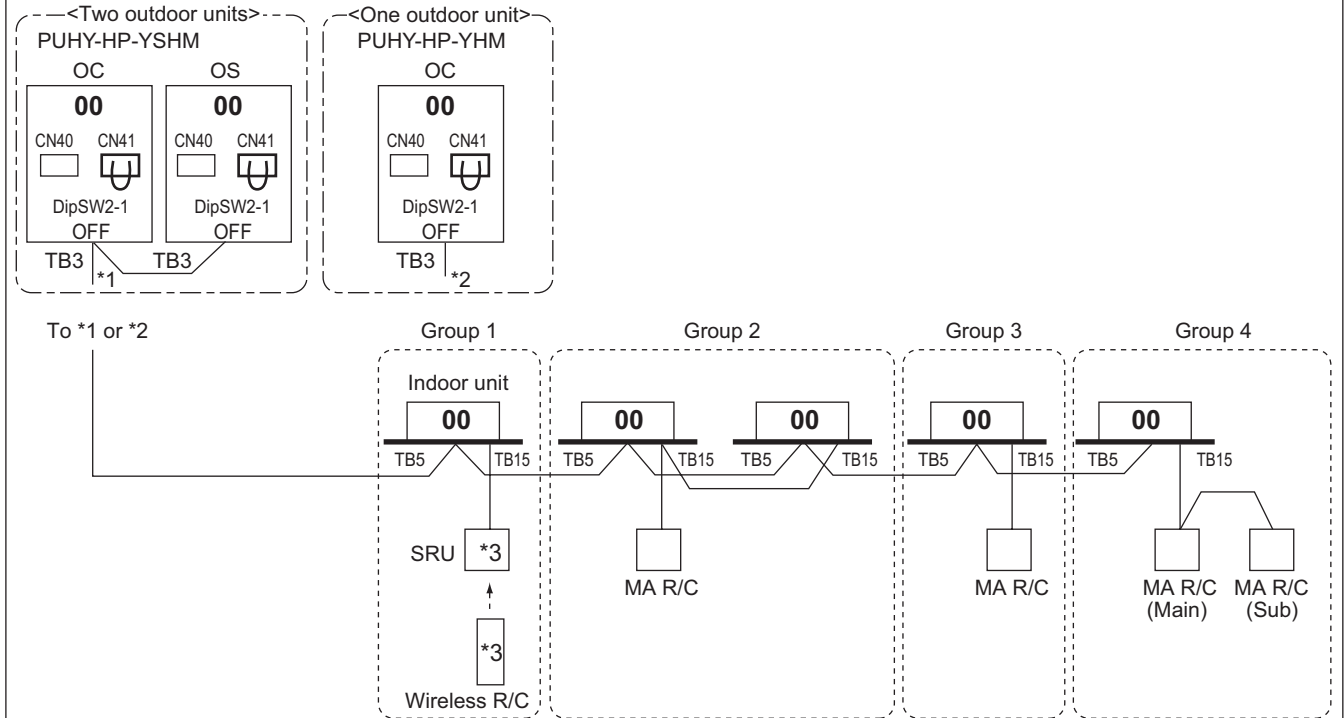 <Two outdoor units> <One outdoor unit>
PUHY-HP-YSHM PUHY-HP-YHM
OC OS OC
00 00 00
CN40 CN41 CN40 CN41 CN40 CN41
DipSW2-1 DipSW2-1 DipSW2-1
OFF OFF OFF
TB3 *1 TB3 TB3 *2
To *1 or *2 Group 1 Group 2 Group 3 Group 4
Indoor unit
00 00 00 00 00
TB5 TB15 TB5 TB15 TB5 TB15 TB5 TB15 TB5 TB15
SRU *3
MA R/C MA R/C MA R/C MA R/C
(Main) (Sub)
*3
Wireless R/C